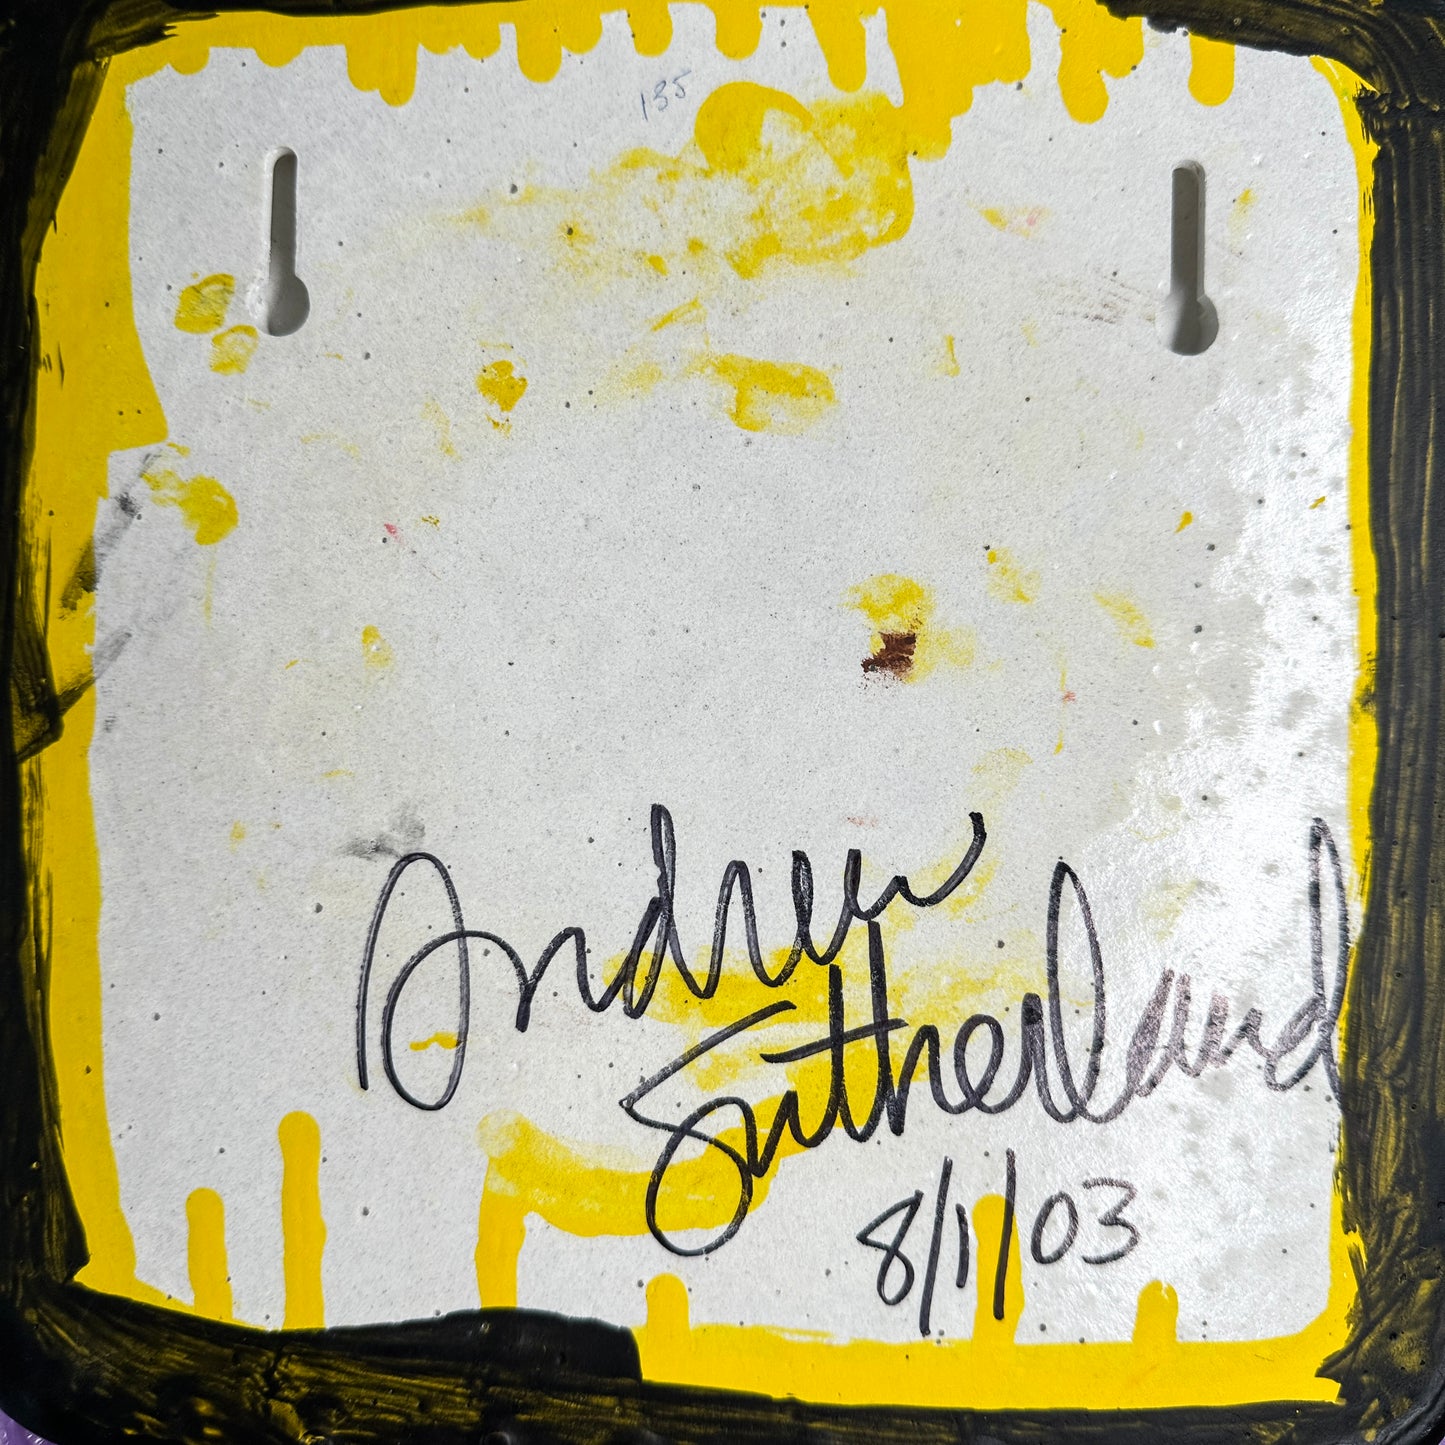 135
Andrew
Sutherland
8/1/03